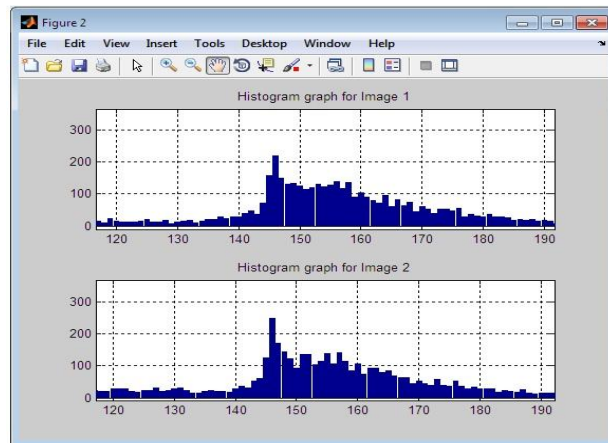 Figure 2
File Edit View Insert Tools Desktop Window Help
Histogram graph for Image 1
300
200
100
0
120 130 140 150 160 170 180 190
Histogram graph for Image 2
300
200
100
0
120 130 140 150 160 170 180 190